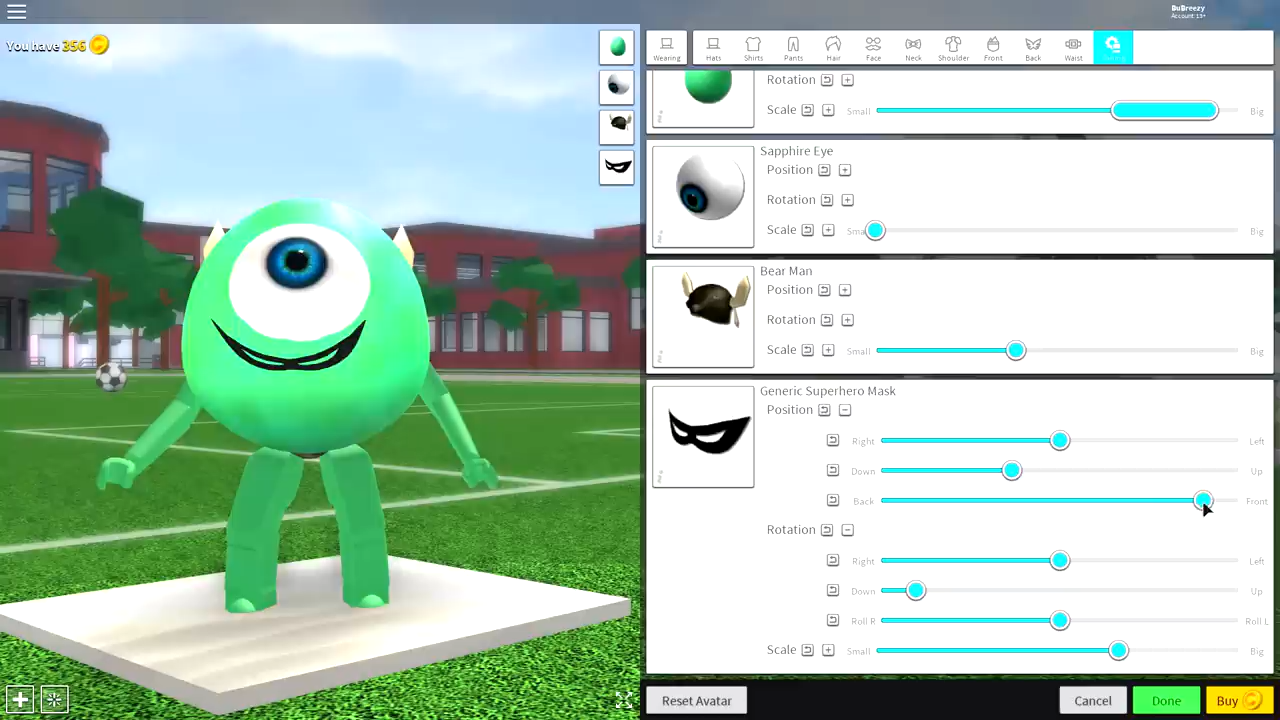 BuBreezy
Account: 13+
You have 356
Wearing
Hats
Shirts
Pants
Hair
Face
Neck
Shoulder
Front
Back
Waist
Rotation
Scale Small Big
Sapphire Eye
Position
Rotation
Scale Sma Big
Bear Man
Position
Rotation
Scale Small Big
Generic Superhero Mask
Position
Right Left
Down Up
Back Front
Rotation
Right Left
Down Up
Roll R Roll L
Scale Small Big
Reset Avatar
Cancel
Done
Buy